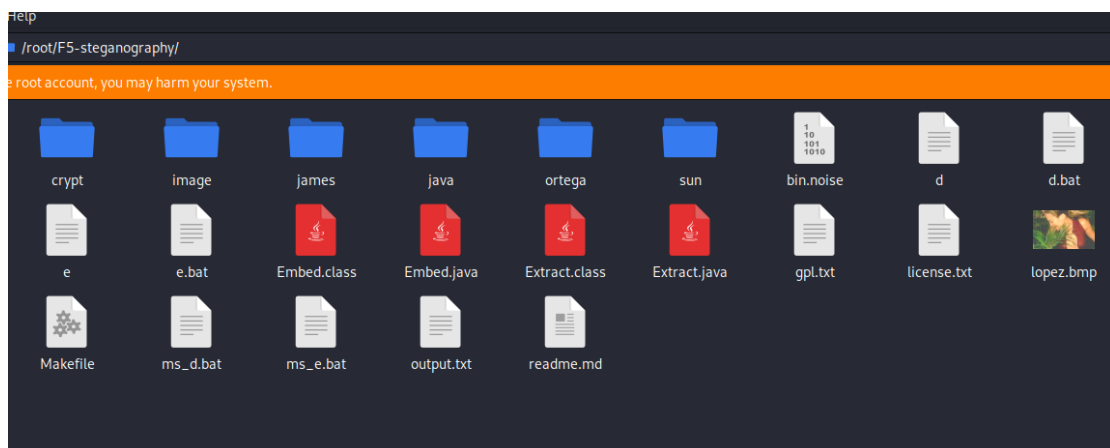 Help
/root/F5-steganography/
e root account, you may harm your system.
1
10
101
1010
crypt image james java ortega sun bin.noise d d.bat
e e.bat Embed.class Embed.java Extract.class Extract.java gpl.txt license.txt lopez.bmp
Makefile ms_d.bat ms_e.bat output.txt readme.md